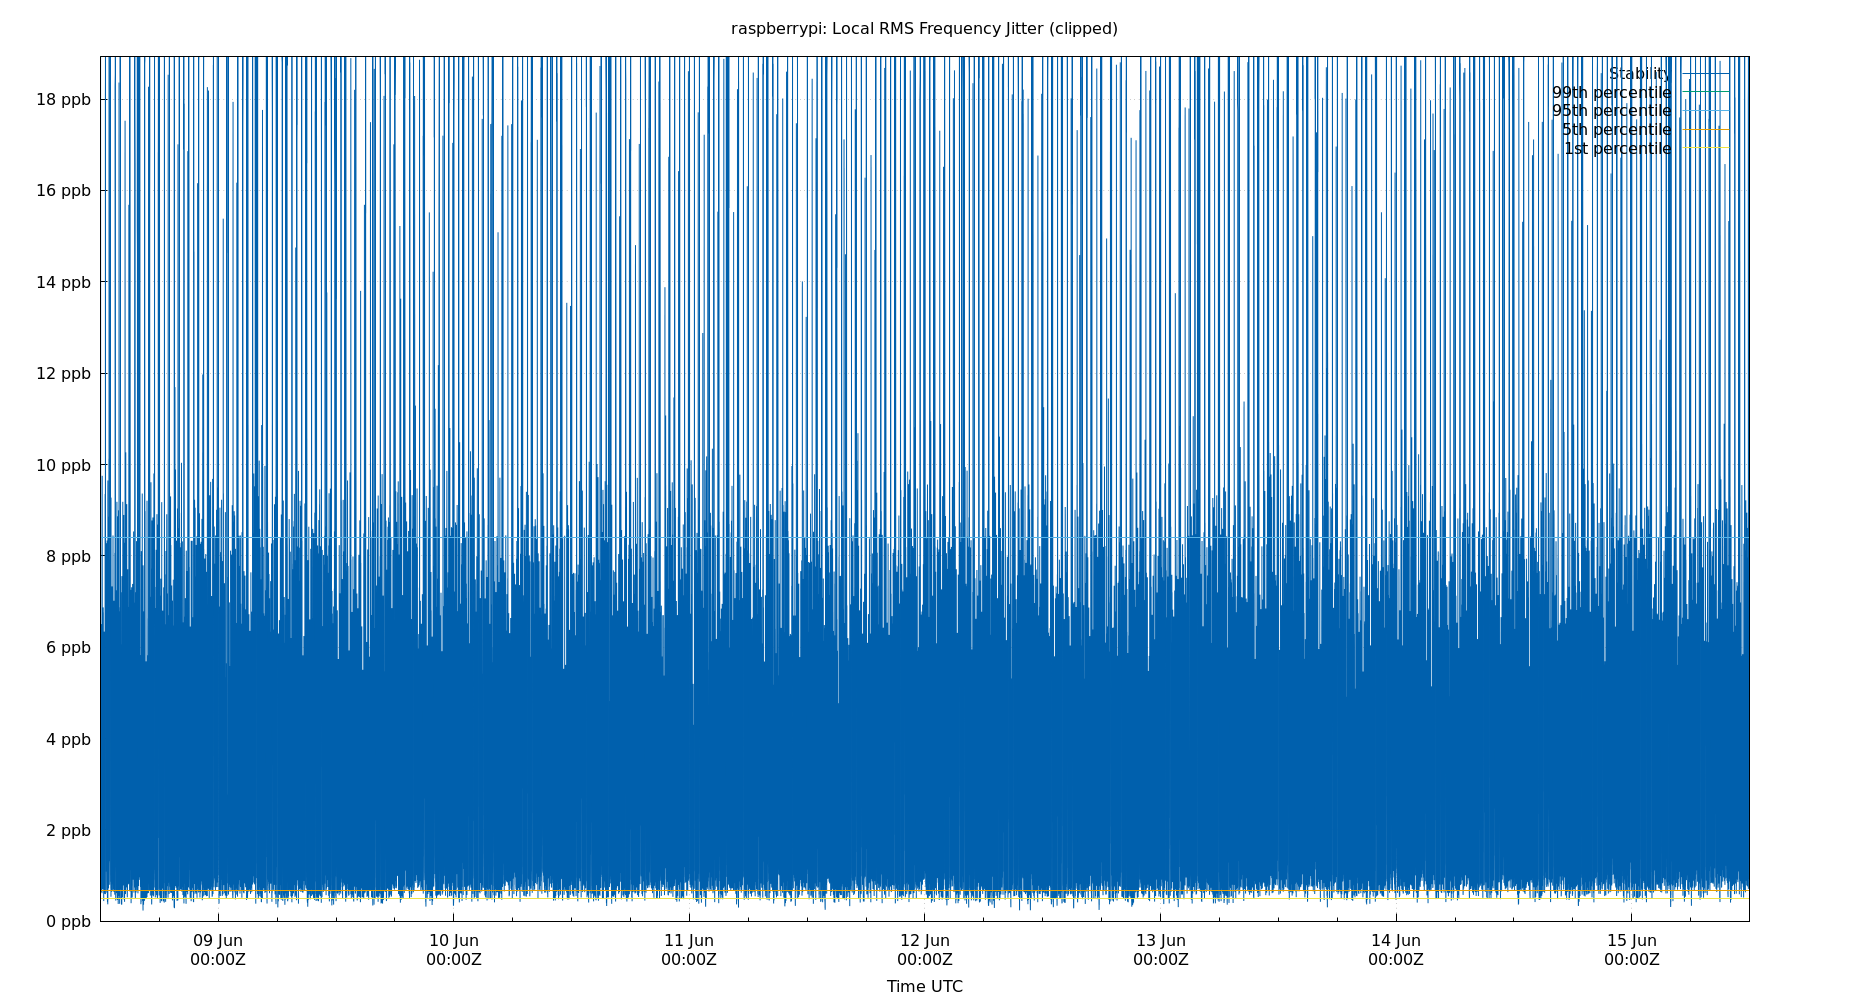 raspberrypi: Local RMS Frequency Jitter (clipped)
18 ppb
16 ppb
14 ppb
12 ppb
10 ppb
8 ppb
6 ppb
4 ppb
2 ppb
0 ppb
Stability
99th percentile
95th percentile
5th percentile
1st percentile
09 Jun 10 Jun 11 Jun 12 Jun 13 Jun 14 Jun 15 Jun
00:00Z 00:00Z 00:00Z 00:00Z 00:00Z 00:00Z 00:00Z
Time UTC